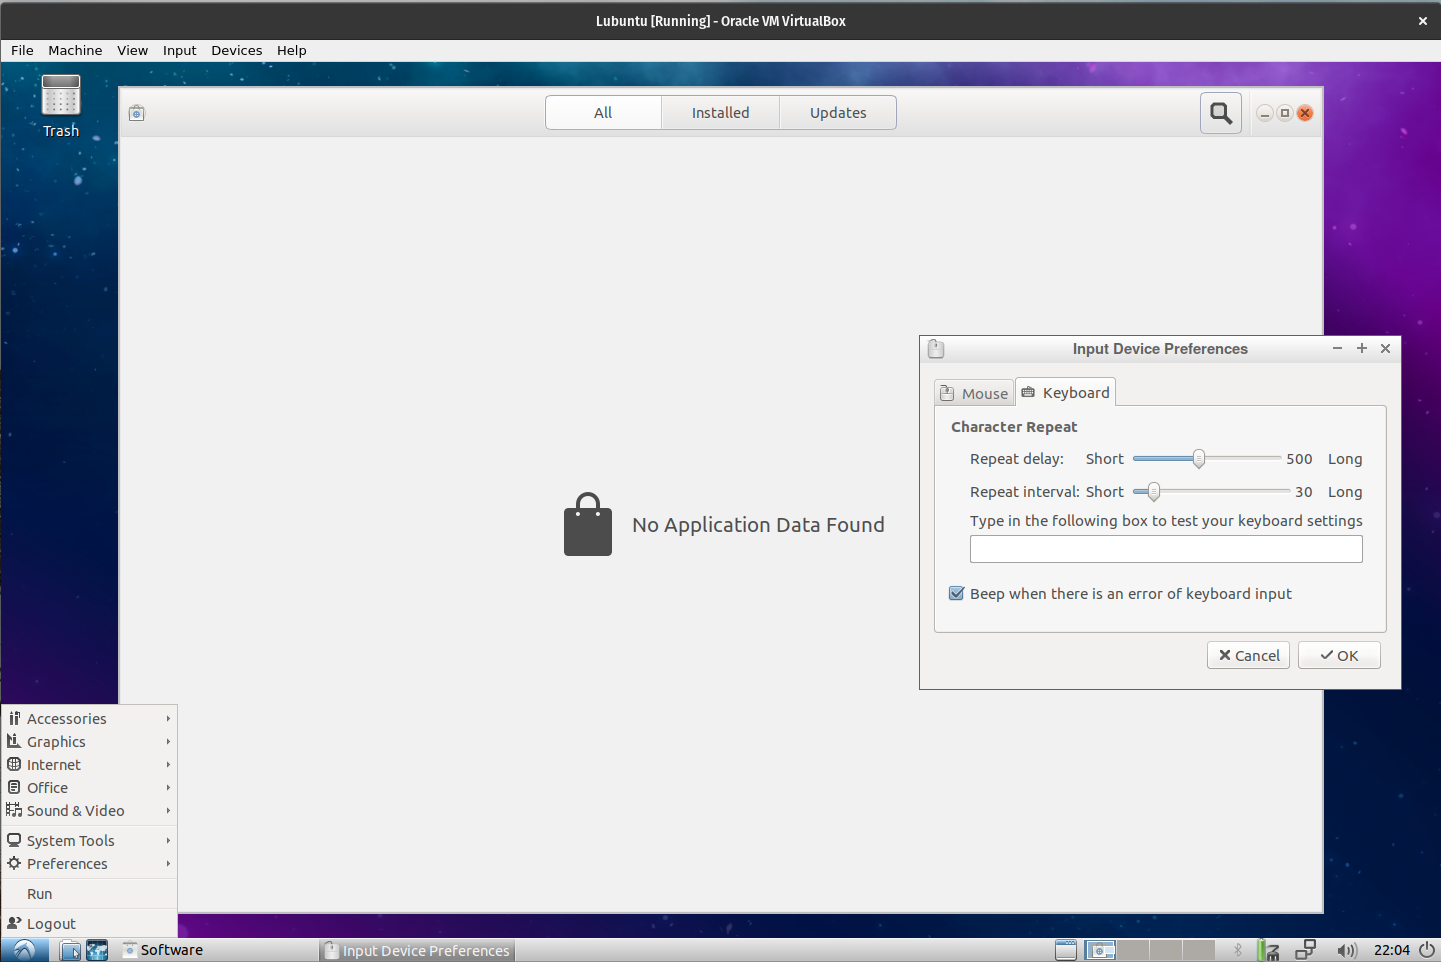 Lubuntu [Running] - Oracle VM VirtualBox
File Machine View Input Devices Help
Trash
All Installed Updates
No Application Data Found
Input Device Preferences
Mouse Keyboard
Character Repeat
Repeat delay: Short 500 Long
Repeat interval: Short 30 Long
Type in the following box to test your keyboard settings
Beep when there is an error of keyboard input
Cancel OK
Accessories
Graphics
Internet
Office
Sound & Video
System Tools
Preferences
Run
Logout
Software Input Device Preferences 22:04